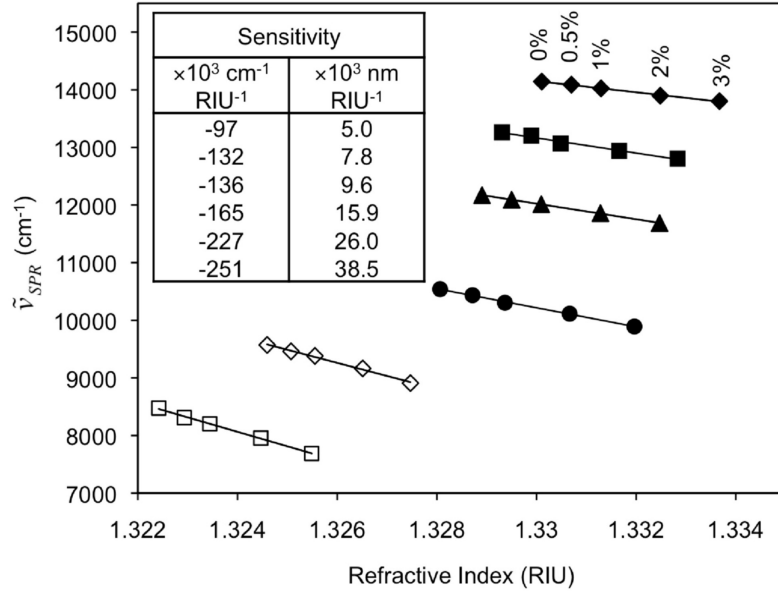 15000
14000
13000
12000
11000
10000
9000
8000
7000
ν̃SPR (cm-1)
Sensitivity
×10³ cm-1 ×10³ nm
RIU-1 RIU-1
-97 5.0
-132 7.8
-136 9.6
-165 15.9
-227 26.0
-251 38.5
0% 0.5% 1% 2% 3%
1.322 1.324 1.326 1.328 1.33 1.332 1.334
Refractive Index (RIU)